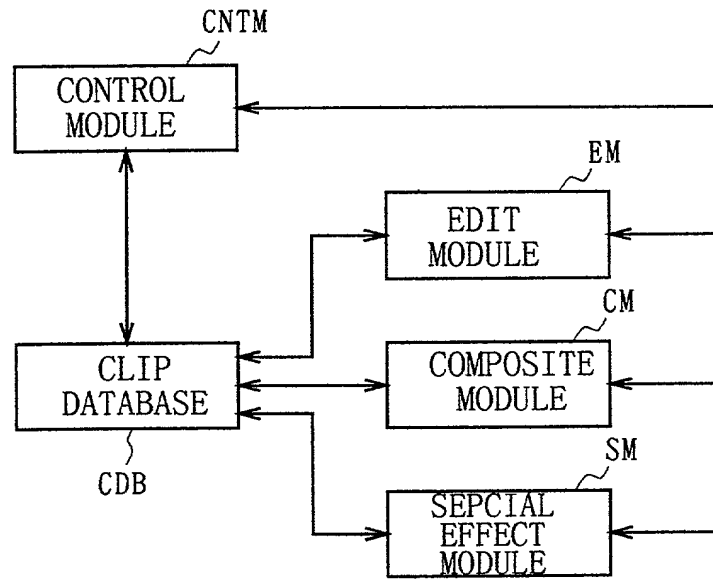 CNTM
CONTROL
MODULE
EM
EDIT
MODULE
CM
CLIP
DATABASE
COMPOSITE
MODULE
CDB
SM
SEPCIAL
EFFECT
MODULE